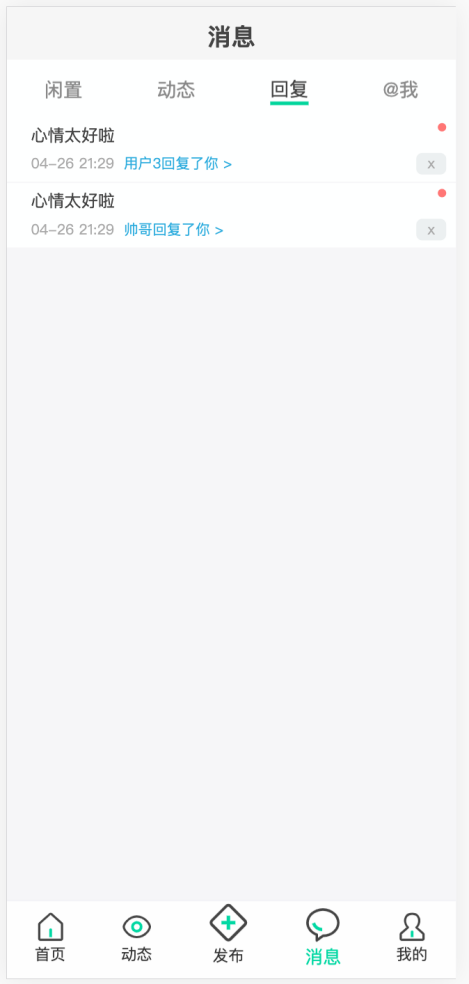 消息
闲置 动态 回复 @我
心情太好啦
04-26 21:29 用户3回复了你 > x
心情太好啦
04-26 21:29 帅哥回复了你 > x
首页 动态 发布 消息 我的